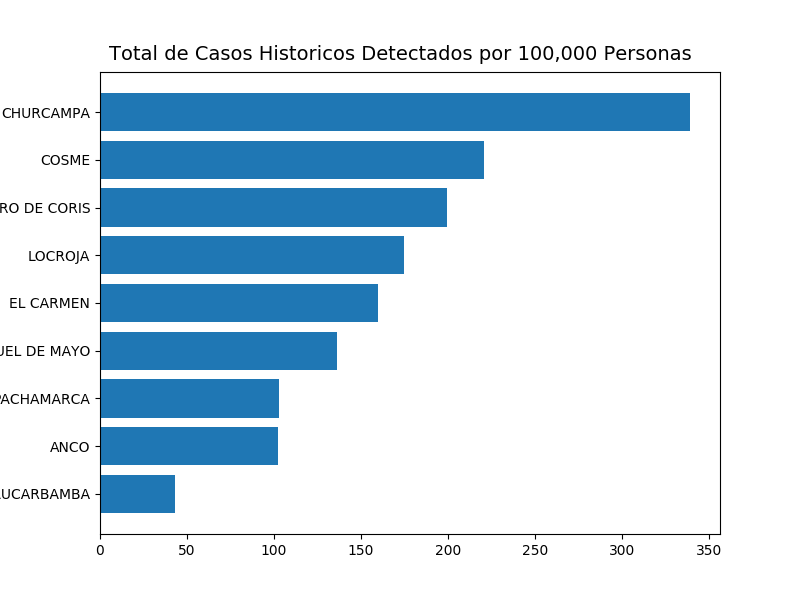 Total de Casos Historicos Detectados por 100,000 Personas
CHURCAMPA
COSME
RO DE CORIS
LOCROJA
EL CARMEN
UEL DE MAYO
PACHAMARCA
ANCO
UCARBAMBA
0 50 100 150 200 250 300 350